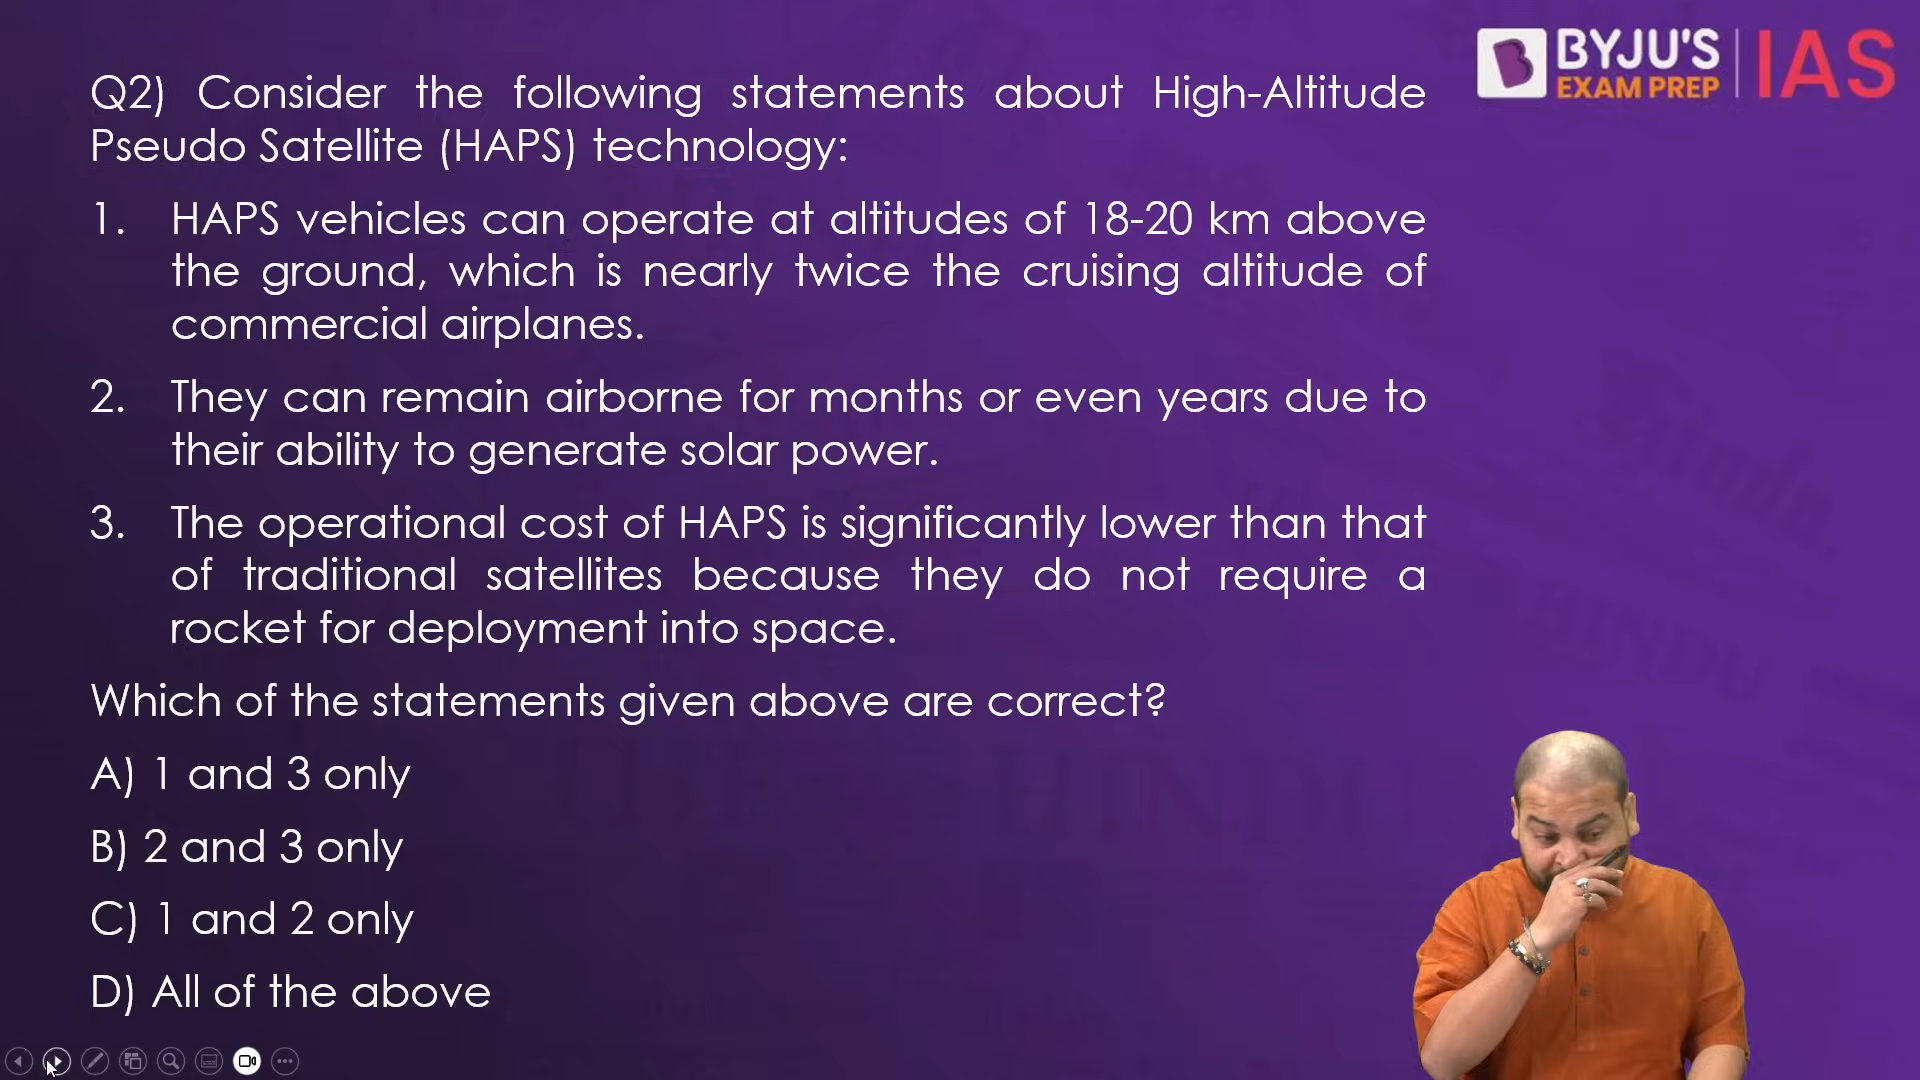 BYJU'S
EXAM PREP
IAS
Q2) Consider the following statements about High-Altitude
Pseudo Satellite (HAPS) technology:
1. HAPS vehicles can operate at altitudes of 18-20 km above
the ground, which is nearly twice the cruising altitude of
commercial airplanes.
2. They can remain airborne for months or even years due to
their ability to generate solar power.
3. The operational cost of HAPS is significantly lower than that
of traditional satellites because they do not require a
rocket for deployment into space.
Which of the statements given above are correct?
A) 1 and 3 only
B) 2 and 3 only
C) 1 and 2 only
D) All of the above